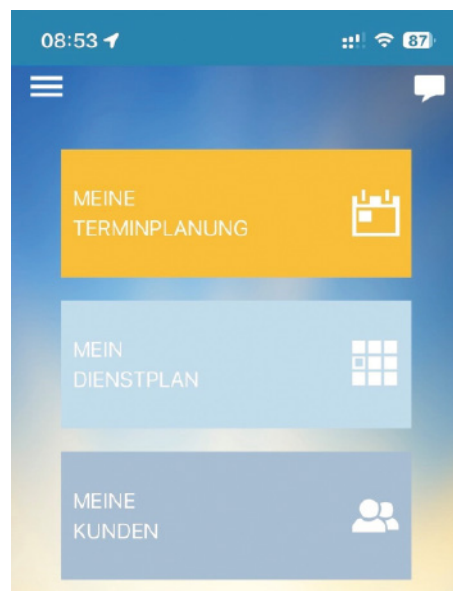 08:53
87
MEINE
TERMINPLANUNG
MEIN
DIENSTPLAN
MEINE
KUNDEN